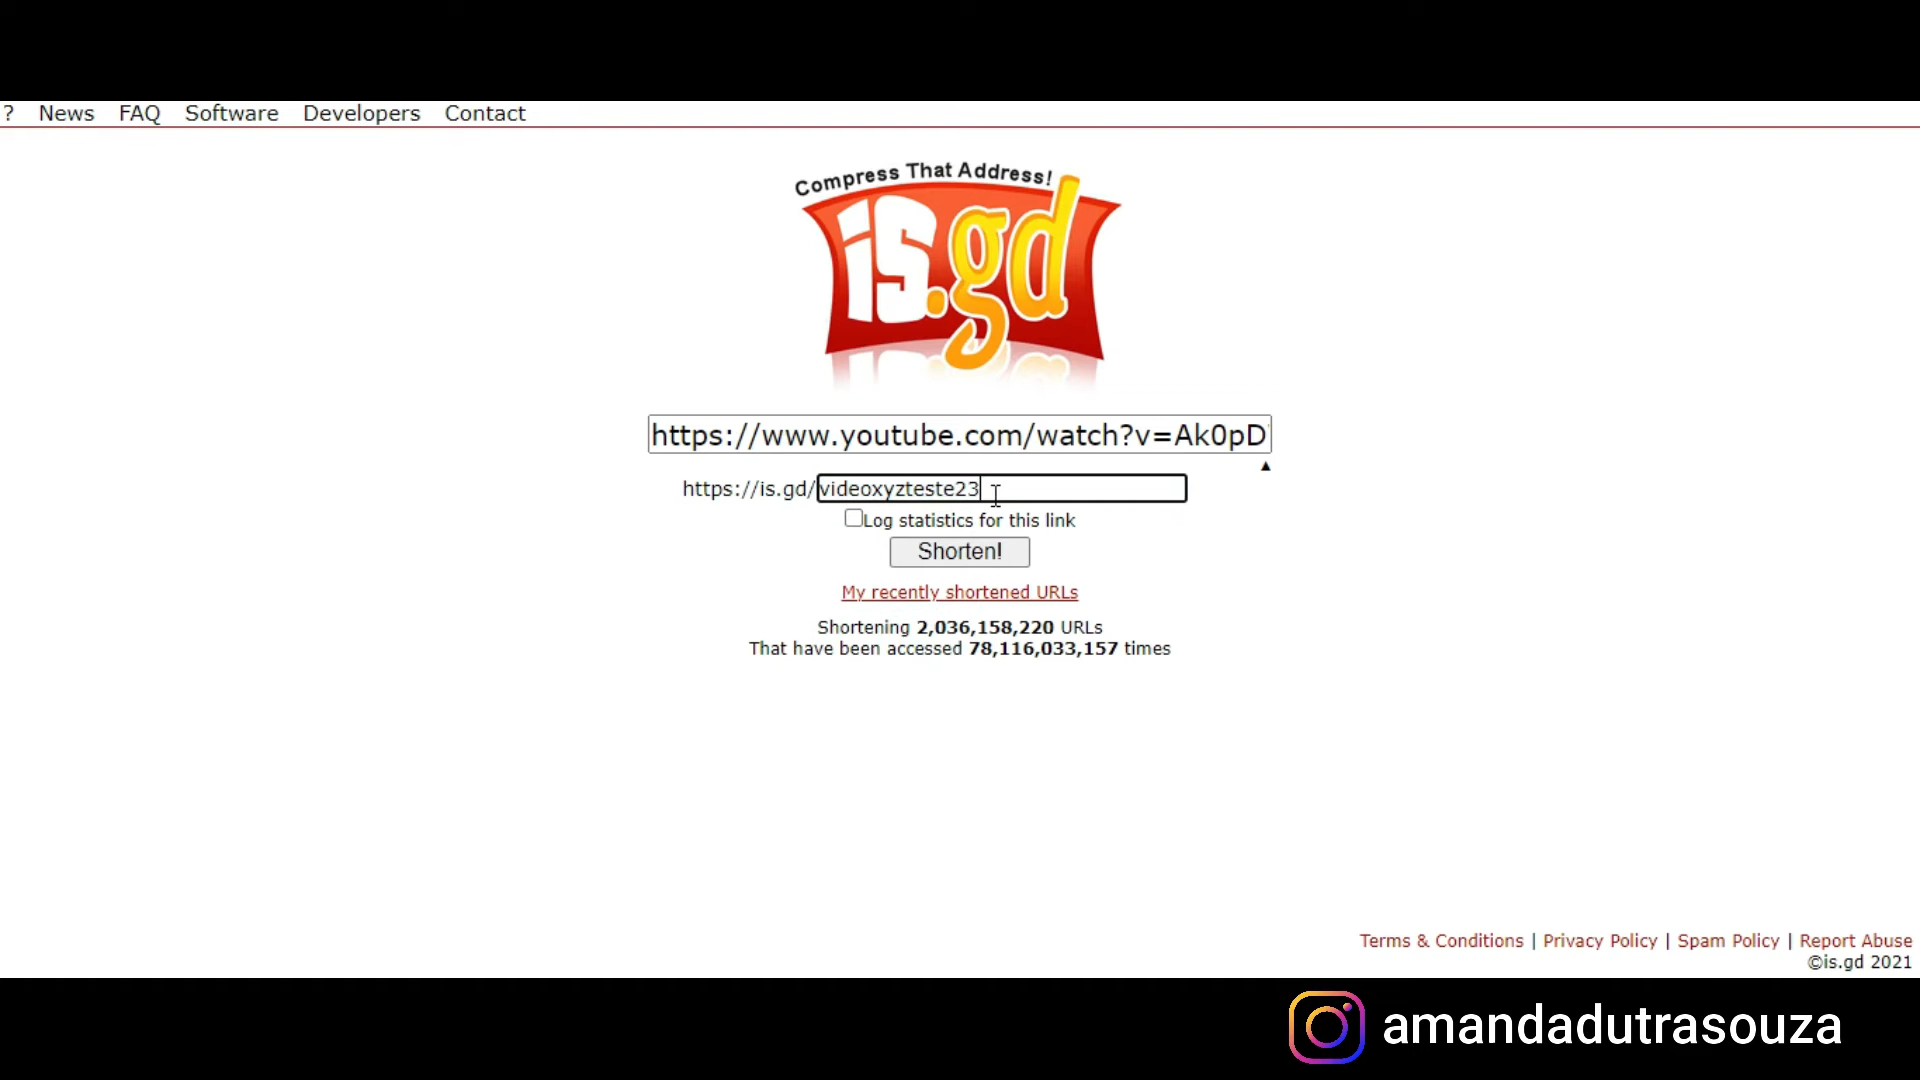 ? News FAQ Software Developers Contact
Compress That Address!
is.gd
https://www.youtube.com/watch?v=Ak0pD
▲
https://is.gd/videoxyzteste23
Log statistics for this link
Shorten!
My recently shortened URLs
Shortening 2,036,158,220 URLs
That have been accessed 78,116,033,157 times
Terms & Conditions | Privacy Policy | Spam Policy | Report Abuse
©is.gd 2021
amandadutrasouza